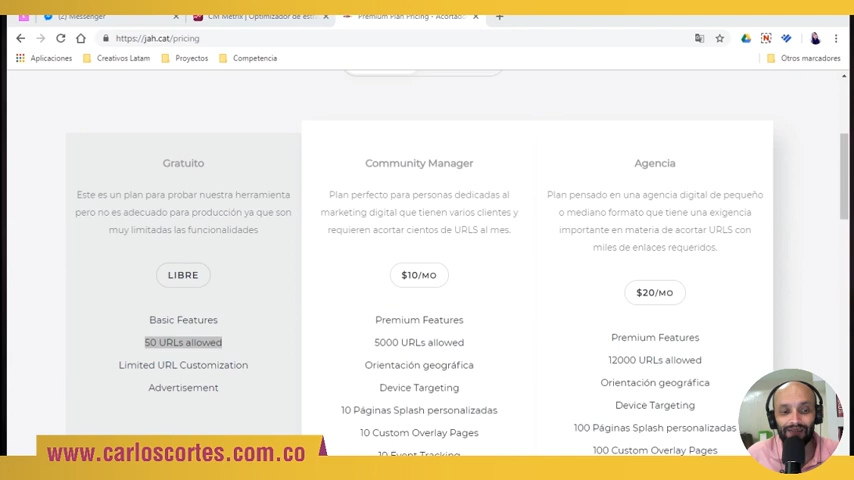 (2) Messenger
CM Metrix | Optimizador de est
Premium Plan Pricing - Acortado
https://jah.cat/pricing
Aplicaciones
Creativos Latam
Proyectos
Competencia
Otros marcadores
Gratuito
Este es un plan para probar nuestra herramienta
pero no es adecuado para producción ya que son
muy limitadas las funcionalidades
LIBRE
Basic Features
50 URLs allowed
Limited URL Customization
Advertisement
Community Manager
Plan perfecto para personas dedicadas al
marketing digital que tienen varios clientes y
requieren acortar cientos de URLS al mes.
$10/MO
Premium Features
5000 URLs allowed
Orientación geográfica
Device Targeting
10 Páginas Splash personalizadas
10 Custom Overlay Pages
10 Event Tracking
Agencia
Plan pensado en una agencia digital de pequeño
o mediano formato que tiene una exigencia
importante en materia de acortar URLS con
miles de enlaces requeridos.
$20/MO
Premium Features
12000 URLs allowed
Orientación geográfica
Device Targeting
100 Páginas Splash personalizadas
100 Custom Overlay Pages
www.carloscortes.com.co